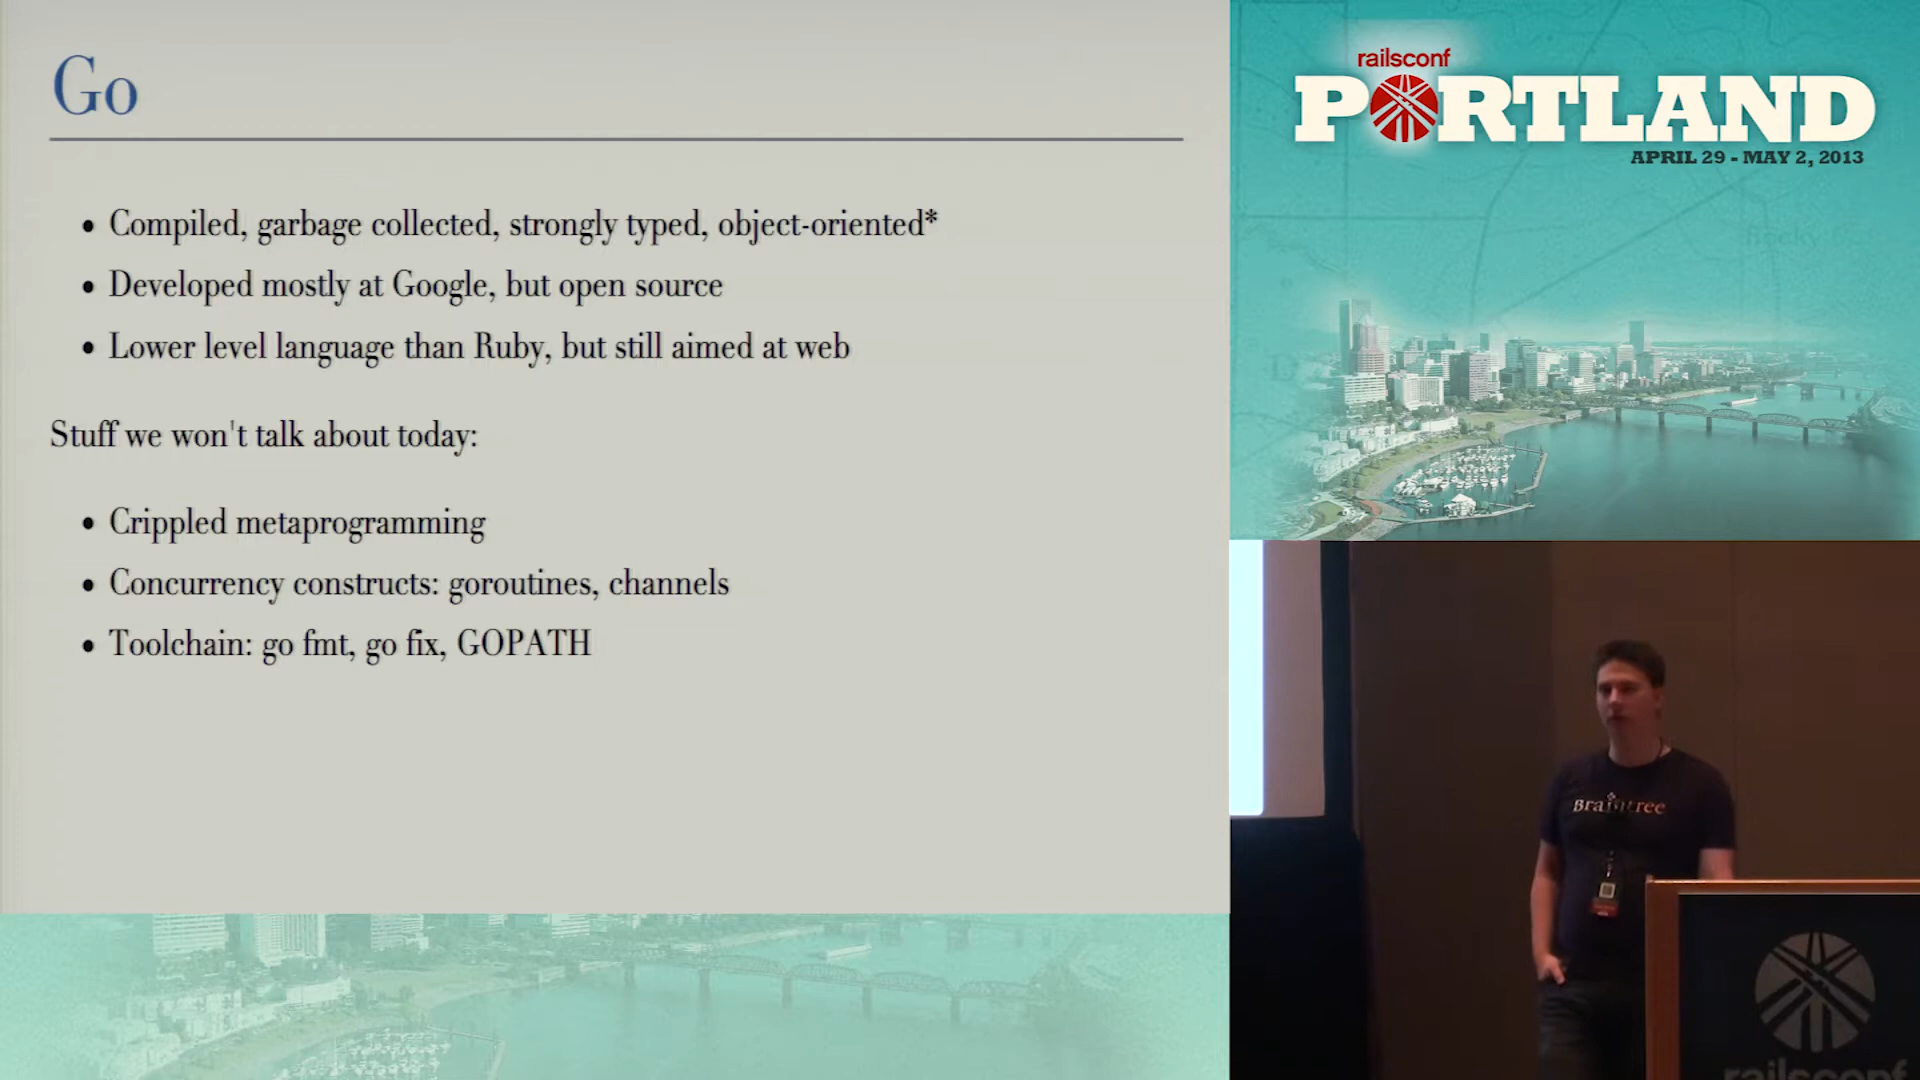 Go
• Compiled, garbage collected, strongly typed, object-oriented*
• Developed mostly at Google, but open source
• Lower level language than Ruby, but still aimed at web
Stuff we won't talk about today:
• Crippled metaprogramming
• Concurrency constructs: goroutines, channels
• Toolchain: go fmt, go fix, GOPATH
railsconf
PORTLAND
APRIL 29 - MAY 2, 2013
Braintree
railsconf